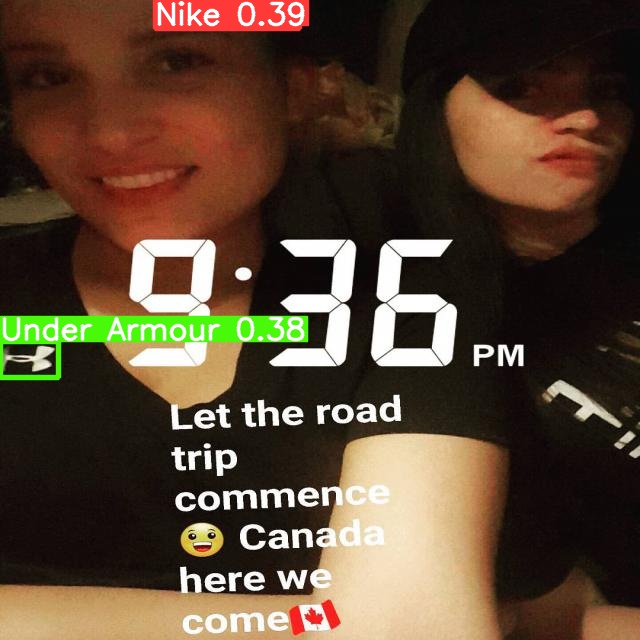 Nike 0.39
9:36 PM
Under Armour 0.38
Let the road
trip
commence
😀 Canada
here we
come🇨🇦